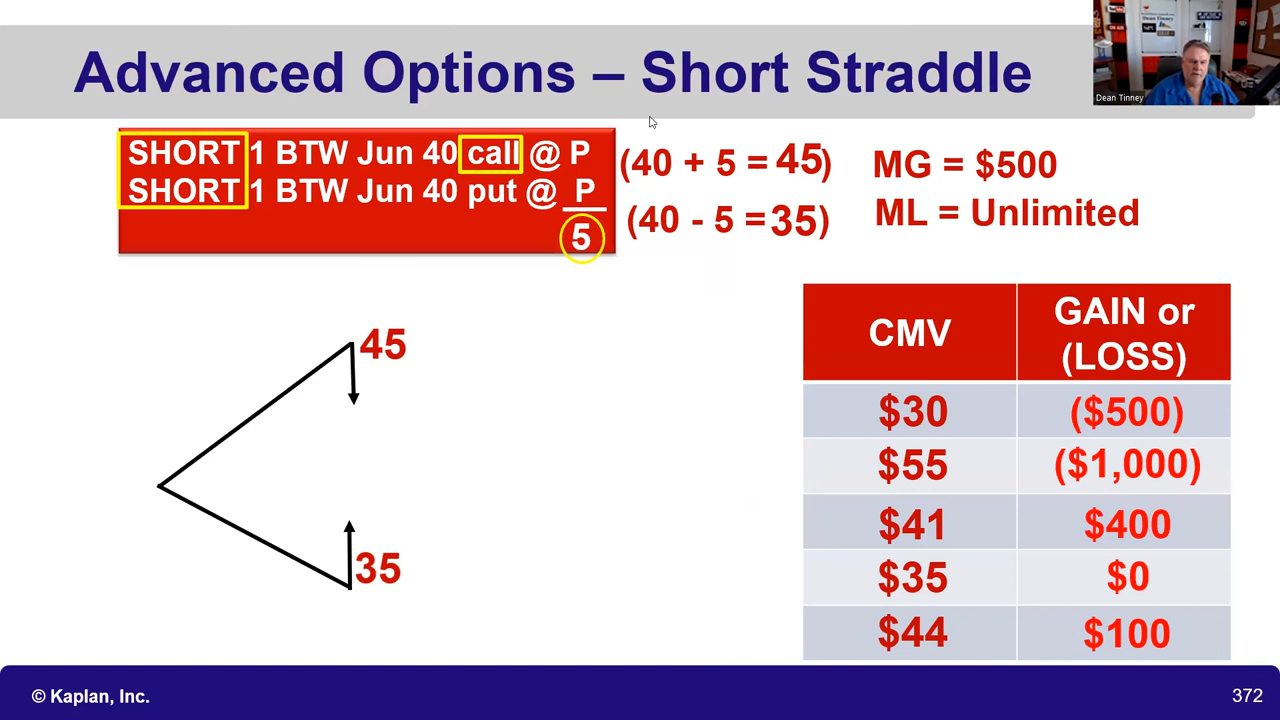 Advanced Options – Short Straddle
Dean Tinney
SHORT 1 BTW Jun 40 call @ P
(40 + 5 = 45)
MG = $500
SHORT 1 BTW Jun 40 put @ P
(40 - 5 = 35)
ML = Unlimited
5
45
35
CMV
GAIN or
(LOSS)
$30 ($500)
$55 ($1,000)
$41 $400
$35 $0
$44 $100
© Kaplan, Inc.
372